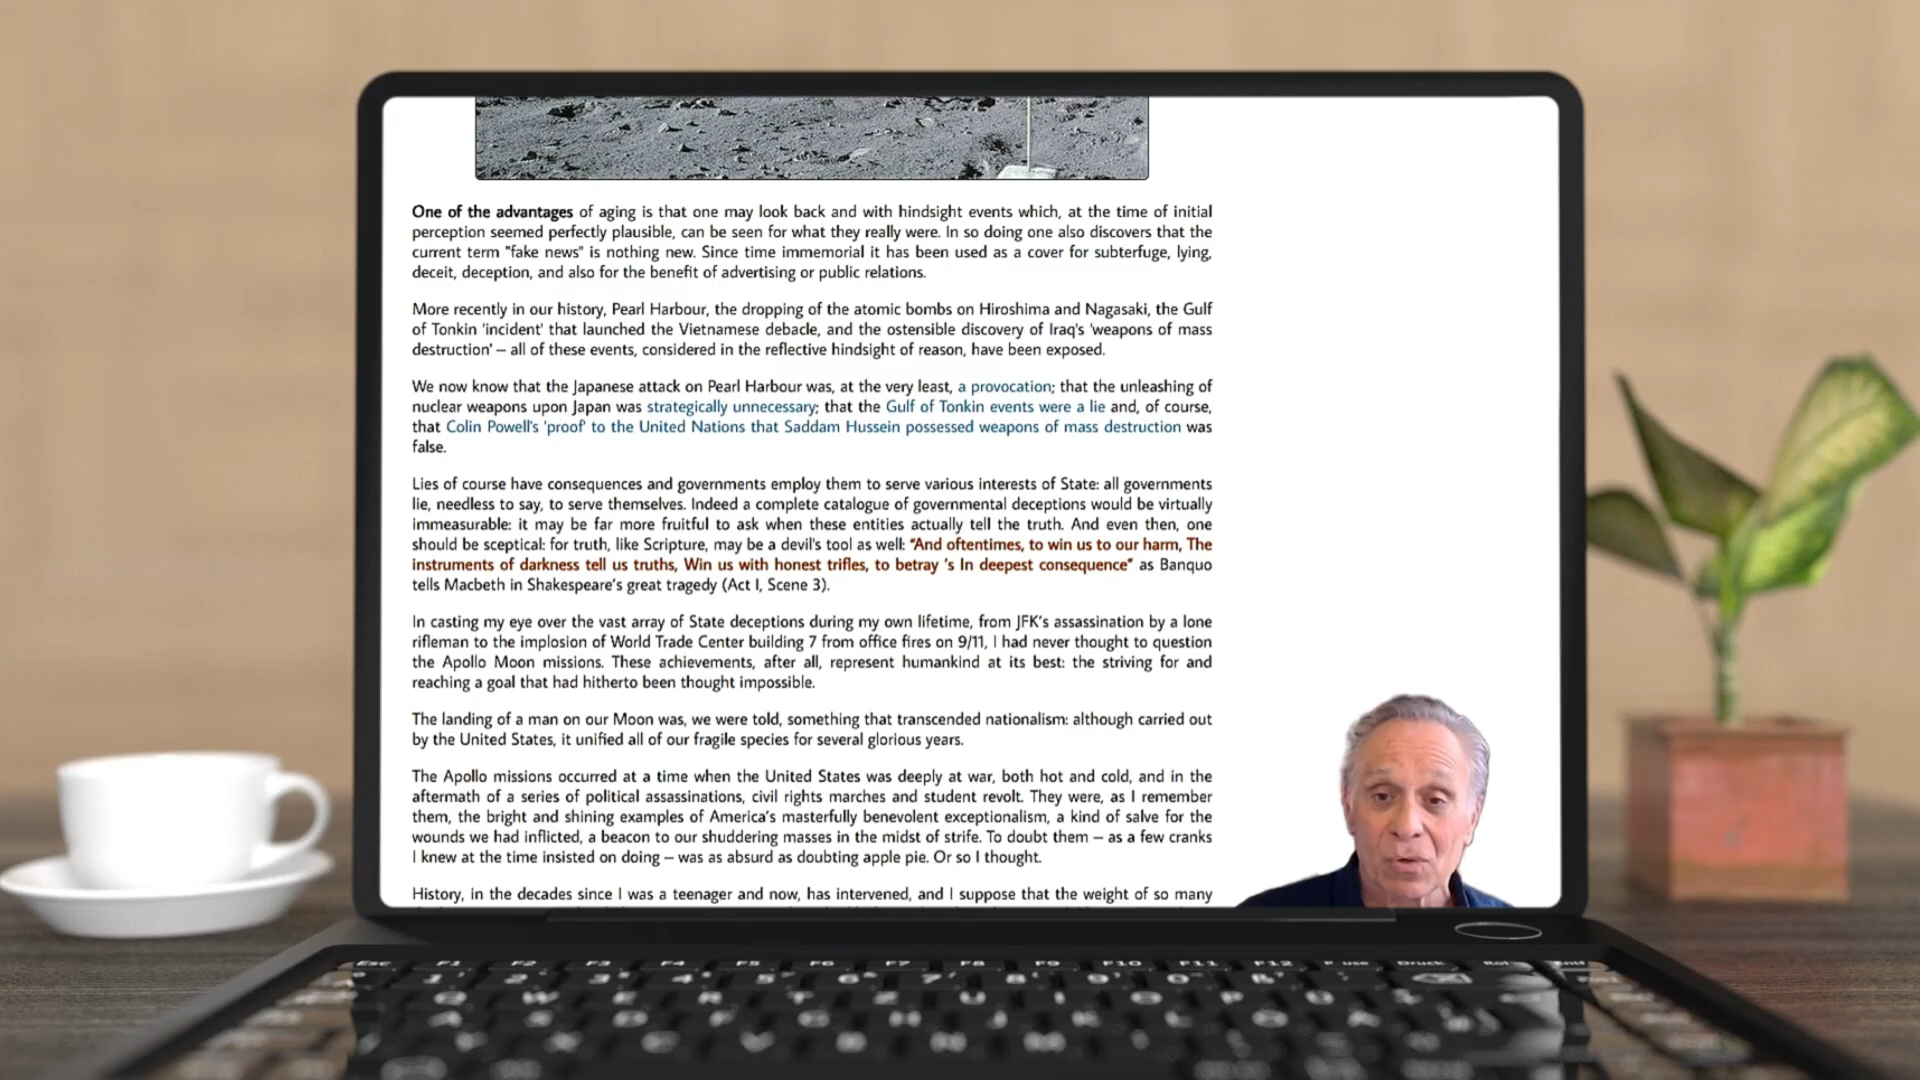 One of the advantages of aging is that one may look back and with hindsight events which, at the time of initial
perception seemed perfectly plausible, can be seen for what they really were. In so doing one also discovers that the
current term "fake news" is nothing new. Since time immemorial it has been used as a cover for subterfuge, lying,
deceit, deception, and also for the benefit of advertising or public relations.
More recently in our history, Pearl Harbour, the dropping of the atomic bombs on Hiroshima and Nagasaki, the Gulf
of Tonkin 'incident' that launched the Vietnamese debacle, and the ostensible discovery of Iraq's 'weapons of mass
destruction' – all of these events, considered in the reflective hindsight of reason, have been exposed.
We now know that the Japanese attack on Pearl Harbour was, at the very least, a provocation; that the unleashing of
nuclear weapons upon Japan was strategically unnecessary; that the Gulf of Tonkin events were a lie and, of course,
that Colin Powell's 'proof' to the United Nations that Saddam Hussein possessed weapons of mass destruction was
false.
Lies of course have consequences and governments employ them to serve various interests of State: all governments
lie, needless to say, to serve themselves. Indeed a complete catalogue of governmental deceptions would be virtually
immeasurable: it may be far more fruitful to ask when these entities actually tell the truth. And even then, one
should be sceptical: for truth, like Scripture, may be a devil's tool as well: "And oftentimes, to win us to our harm, The
instruments of darkness tell us truths, Win us with honest trifles, to betray 's In deepest consequence" as Banquo
tells Macbeth in Shakespeare's great tragedy (Act I, Scene 3).
In casting my eye over the vast array of State deceptions during my own lifetime, from JFK's assassination by a lone
rifleman to the implosion of World Trade Center building 7 from office fires on 9/11, I had never thought to question
the Apollo Moon missions. These achievements, after all, represent humankind at its best: the striving for and
reaching a goal that had hitherto been thought impossible.
The landing of a man on our Moon was, we were told, something that transcended nationalism: although carried out
by the United States, it unified all of our fragile species for several glorious years.
The Apollo missions occurred at a time when the United States was deeply at war, both hot and cold, and in the
aftermath of a series of political assassinations, civil rights marches and student revolt. They were, as I remember
them, the bright and shining examples of America's masterfully benevolent exceptionalism, a kind of salve for the
wounds we had inflicted, a beacon to our shuddering masses in the midst of strife. To doubt them – as a few cranks
I knew at the time insisted on doing – was as absurd as doubting apple pie. Or so I thought.
History, in the decades since I was a teenager and now, has intervened, and I suppose that the weight of so many
Esc F1 F2 F3 F4 F5 F6 F7 F8 F9 F10 F11 F12